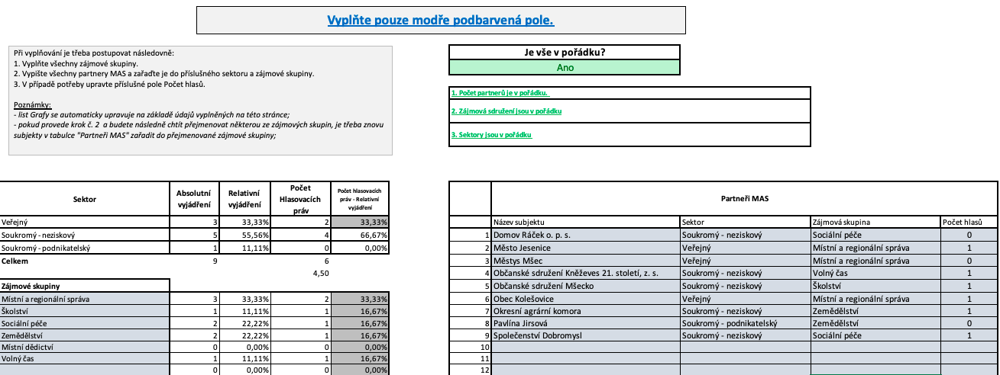 Vyplňte pouze modře podbarvená pole.
Při vyplňování je třeba postupovat následovně:
1. Vyplňte všechny zájmové skupiny.
2. Vypište všechny partnery MAS a zařaďte je do příslušného sektoru a zájmové skupiny.
3. V případě potřeby upravte příslušné pole Počet hlasů.
Poznámky:
- list Grafy se automaticky upravuje na základě údajů vyplněných na této stránce;
- pokud provede krok č. 2 a budete následně chtít přejmenovat některou ze zájmových skupin, je třeba znovu
subjekty v tabulce "Partneři MAS" zařadit do přejmenované zájmové skupiny;
Je vše v pořádku?
Ano
1. Počet partnerů je v pořádku.
2. Zájmová sdružení jsou v pořádku
3. Sektory jsou v pořádku
Sektor Absolutní vyjádření Relativní vyjádření Počet Hlasovacích práv Počet hlasovacích práv - Relativní vyjádření
Veřejný 3 33,33% 2 33,33%
Soukromý - neziskový 5 55,56% 4 66,67%
Soukromý - podnikatelský 1 11,11% 0 0,00%
Celkem 9 6
4,50
Zájmové skupiny
Místní a regionální správa 3 33,33% 2 33,33%
Školství 1 11,11% 1 16,67%
Sociální péče 2 22,22% 1 16,67%
Zemědělství 2 22,22% 1 16,67%
Místní dědictví 0 0,00% 0 0,00%
Volný čas 1 11,11% 1 16,67%
0 0,00% 0 0,00%
Partneři MAS
Název subjektu Sektor Zájmová skupina Počet hlasů
1 Domov Ráček o. p. s. Soukromý - neziskový Sociální péče 0
2 Město Jesenice Veřejný Místní a regionální správa 1
3 Městys Mšec Veřejný Místní a regionální správa 0
4 Občanské sdružení Kněževes 21. století, z. s. Soukromý - neziskový Volný čas 1
5 Občanské sdružení Mšecko Soukromý - neziskový Školství 1
6 Obec Kolešovice Veřejný Místní a regionální správa 1
7 Okresní agrární komora Soukromý - neziskový Zemědělství 1
8 Pavlína Jirsová Soukromý - podnikatelský Zemědělství 0
9 Společenství Dobromysl Soukromý - neziskový Sociální péče 1
10
11
12